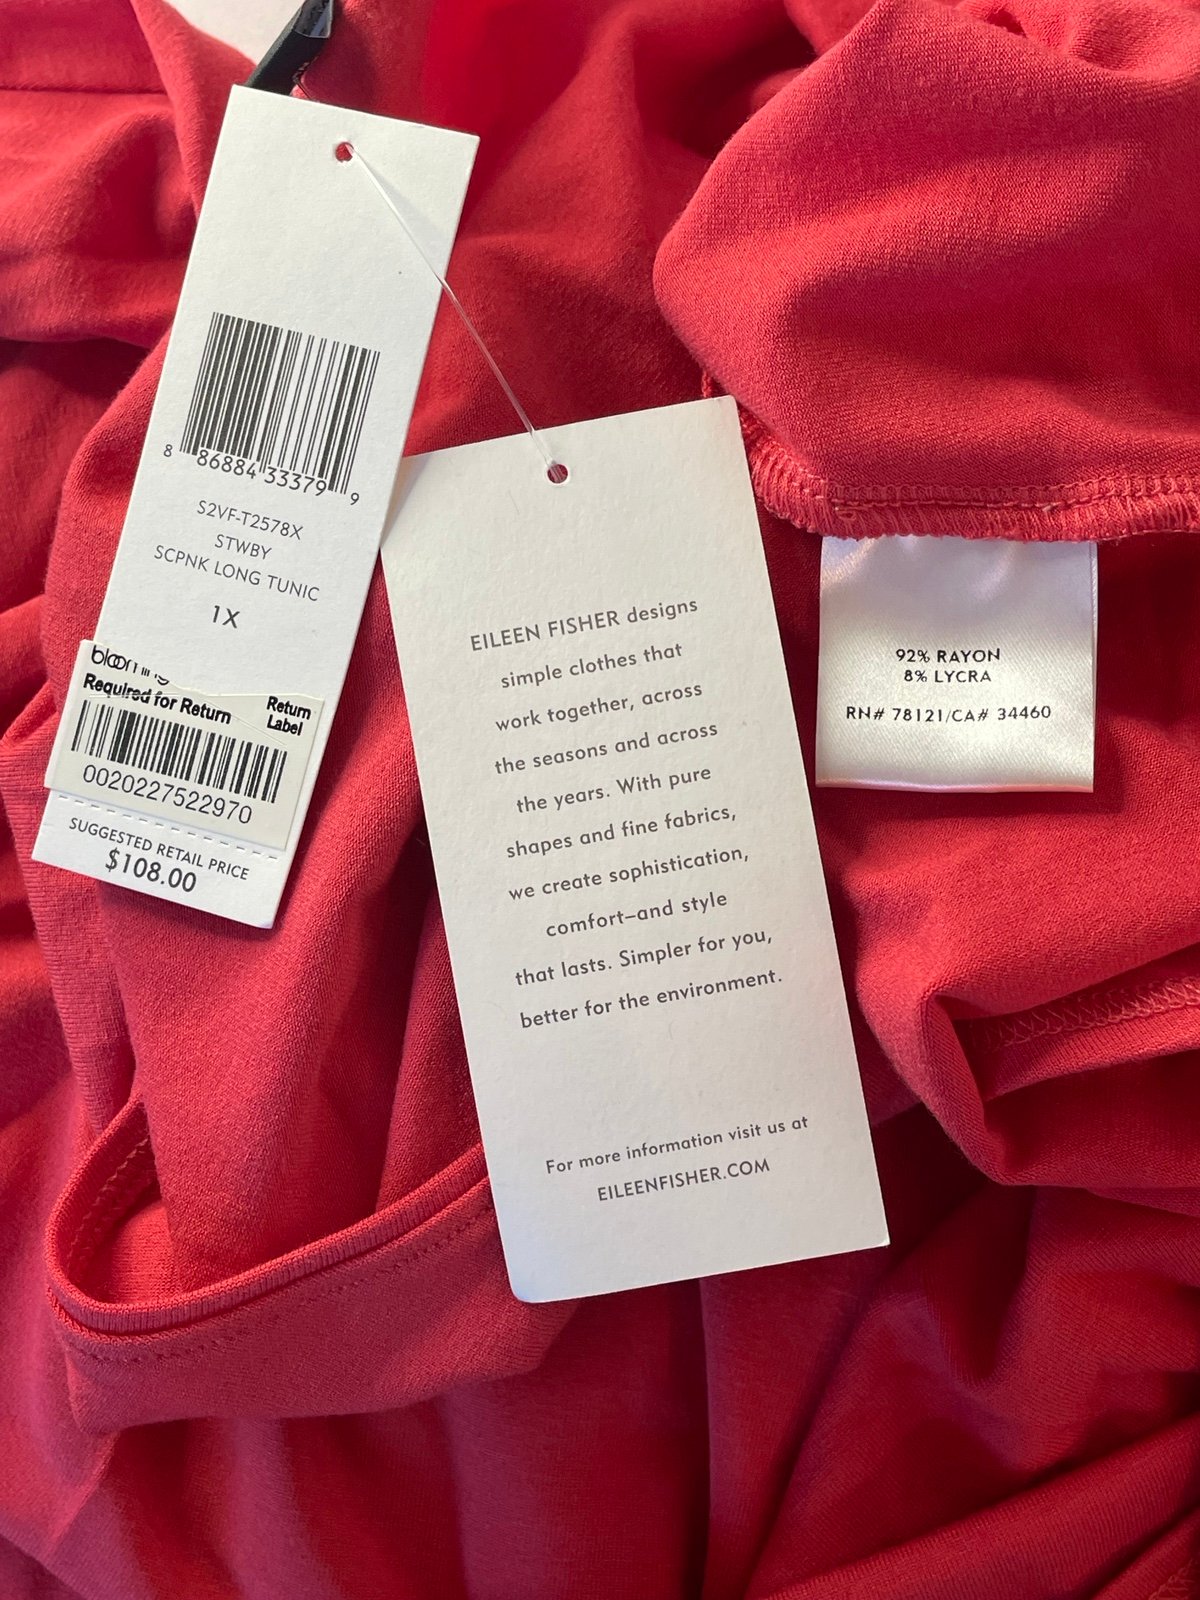 8 86884 33379 9
S2VF-T2578X
STWBY
SCPNK LONG TUNIC
1X
Required for Return
Return
Label
0020227522970
SUGGESTED RETAIL PRICE
$108.00
EILEEN FISHER designs
simple clothes that
work together, across
the seasons and across
the years. With pure
shapes and fine fabrics,
we create sophistication,
comfort–and style
that lasts. Simpler for you,
better for the environment.
For more information visit us at
EILEENFISHER.COM
92% RAYON
8% LYCRA
RN# 78121/CA# 34460